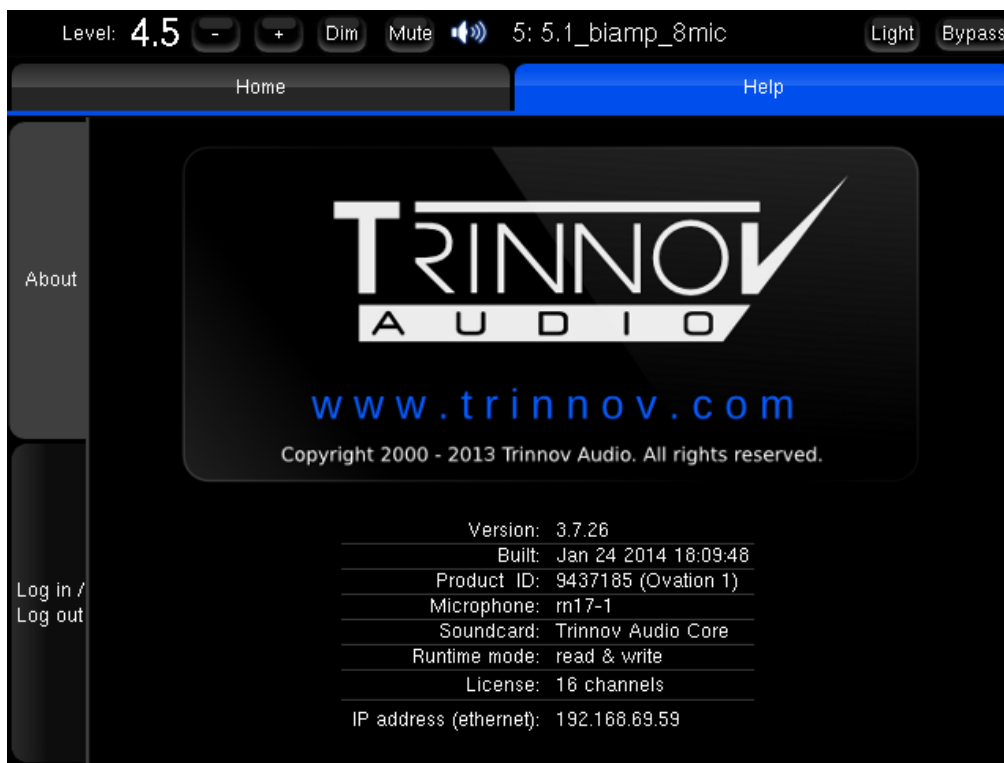 Level: 4.5 - + Dim Mute 5: 5.1_biamp_8mic Light Bypass
Home Help
About
TRINNOV
AUDIO
www.trinnov.com
Copyright 2000 - 2013 Trinnov Audio. All rights reserved.
Version: 3.7.26
Built: Jan 24 2014 18:09:48
Product ID: 9437185 (Ovation 1)
Microphone: rn17-1
Soundcard: Trinnov Audio Core
Runtime mode: read & write
License: 16 channels
IP address (ethernet): 192.168.69.59
Log in /
Log out